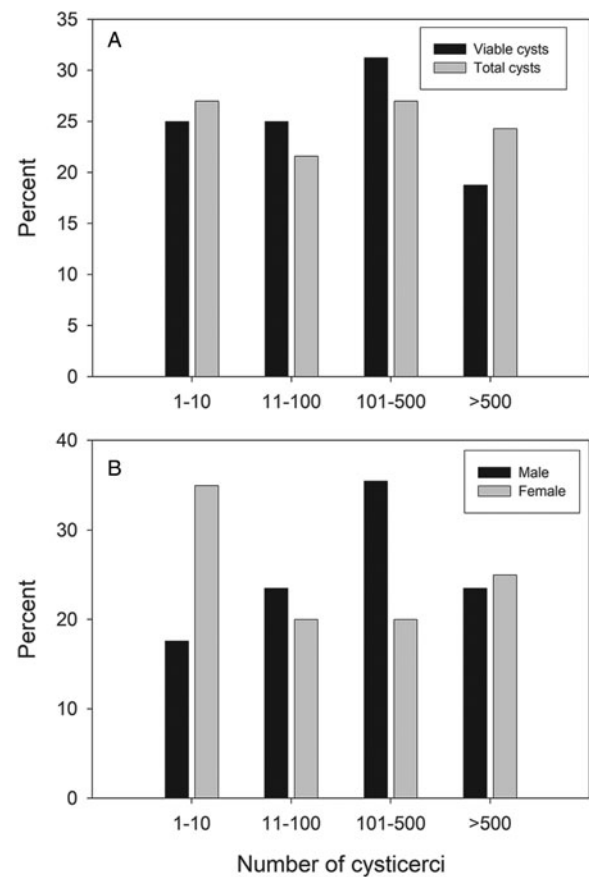 A
Viable cysts
Total cysts
Percent
35
30
25
20
15
10
5
0
1-10 11-100 101-500 >500
B
Male
Female
Percent
40
30
20
10
0
1-10 11-100 101-500 >500
Number of cysticerci